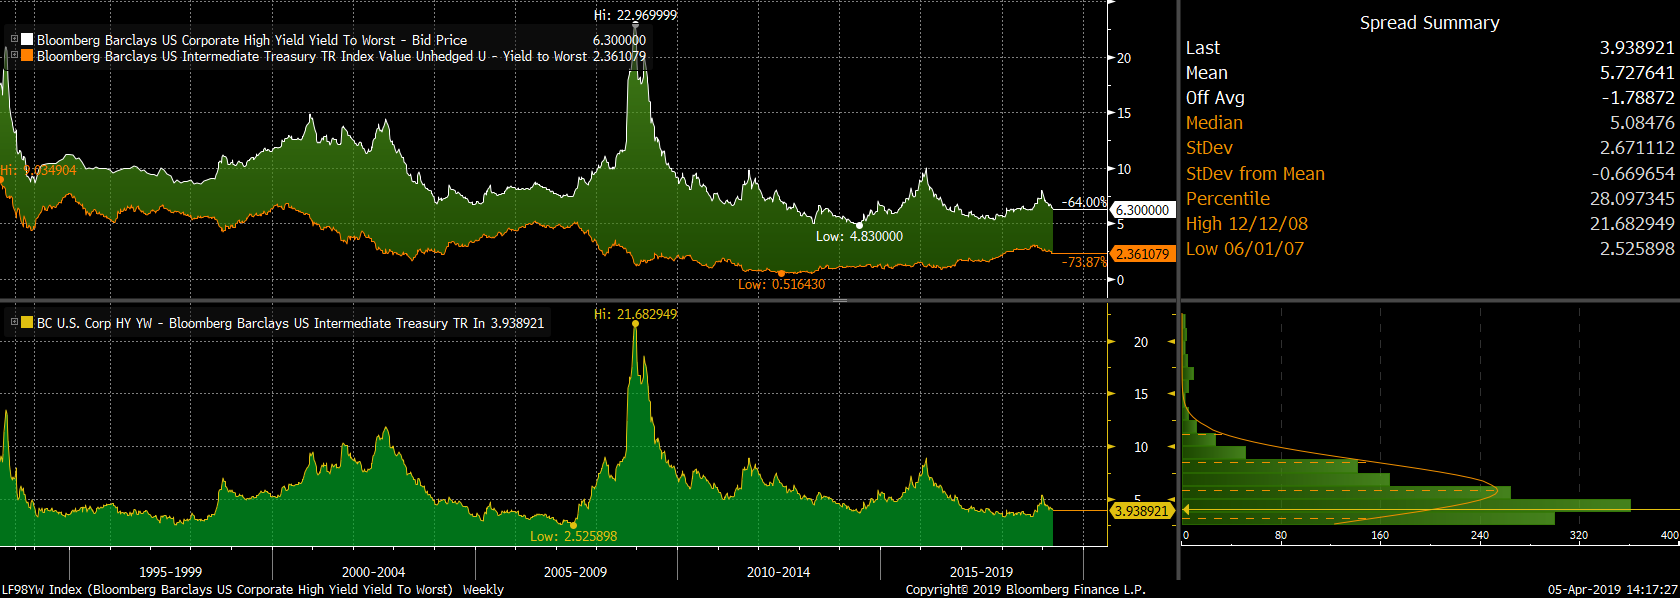 Hi: 22.969999
Bloomberg Barclays US Corporate High Yield Yield To Worst - Bid Price 6.300000
Bloomberg Barclays US Intermediate Treasury TR Index Value Unhedged U - Yield to Worst 2.361079
20
15
Hi: 9.034904
10
-64.00%
6.300000
5
Low: 4.830000
2.361079
-73.87%
Low: 0.516430
0
Spread Summary
Last 3.938921
Mean 5.727641
Off Avg -1.78872
Median 5.08476
StDev 2.671112
StDev from Mean -0.669654
Percentile 28.097345
High 12/12/08 21.682949
Low 06/01/07 2.525898
Hi: 21.682949
BC U.S. Corp HY YW - Bloomberg Barclays US Intermediate Treasury TR In 3.938921
20
15
10
5
3.938921
Low: 2.525898
0 80 160 240 320 400
1995-1999 2000-2004 2005-2009 2010-2014 2015-2019
LF98YW Index (Bloomberg Barclays US Corporate High Yield Yield To Worst) Weekly
Copyright© 2019 Bloomberg Finance L.P.
05-Apr-2019 14:17:27